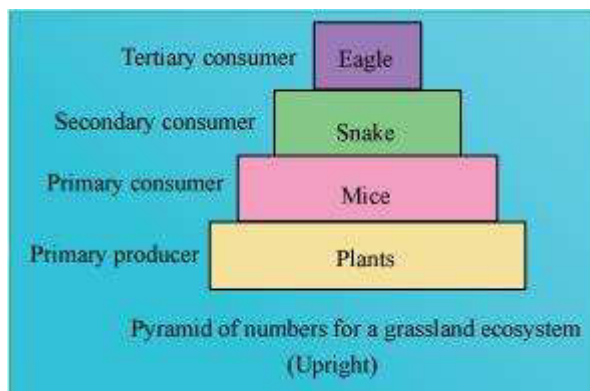 Tertiary consumer Eagle
Secondary consumer Snake
Primary consumer Mice
Primary producer Plants
Pyramid of numbers for a grassland ecosystem
(Upright)